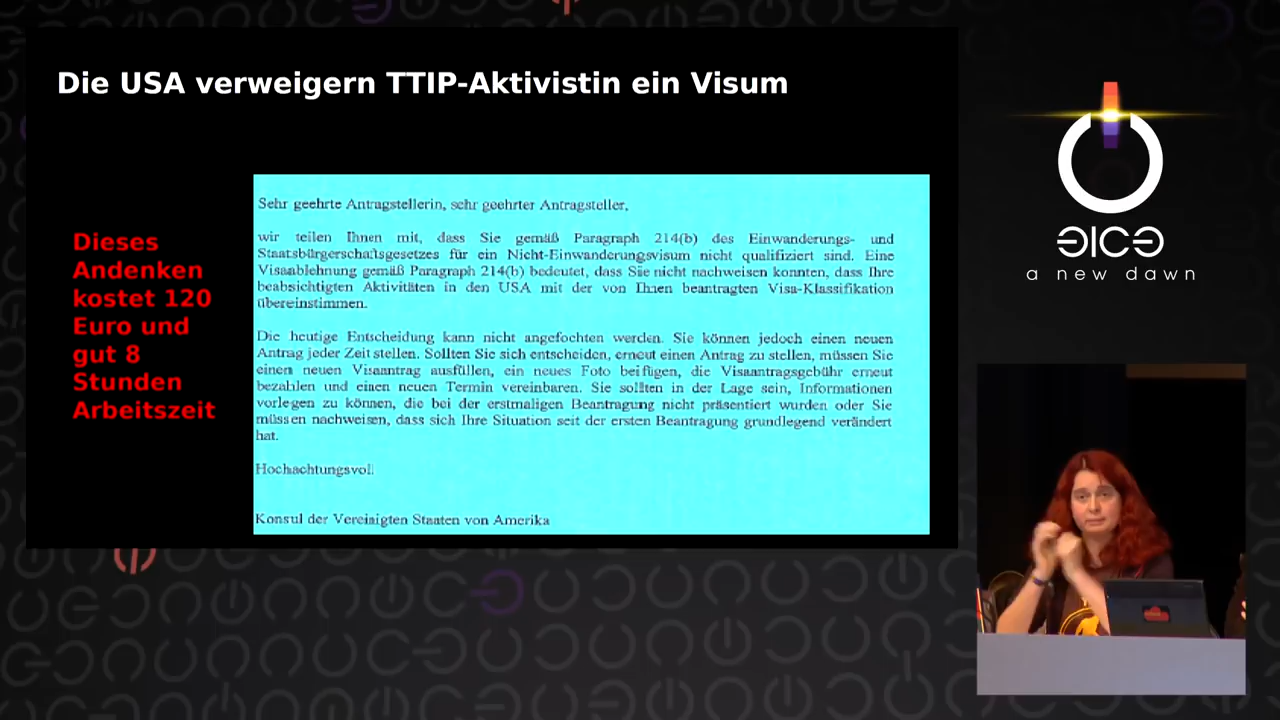 Die USA verweigern TTIP-Aktivistin ein Visum
Dieses
Andenken
kostet 120
Euro und
gut 8
Stunden
Arbeitszeit
Sehr geehrte Antragstellerin, sehr geehrter Antragsteller,
wir teilen Ihnen mit, dass Sie gemäß Paragraph 214(b) des Einwanderungs- und
Staatsbürgerschaftsgesetzes für ein Nicht-Einwanderungsvisum nicht qualifiziert sind. Eine
Visaablehnung gemäß Paragraph 214(b) bedeutet, dass Sie nicht nachweisen konnten, dass Ihre
beabsichtigten Aktivitäten in den USA mit der von Ihnen beantragten Visa-Klassifikation
übereinstimmen.
Die heutige Entscheidung kann nicht angefochten werden. Sie können jedoch einen neuen
Antrag jeder Zeit stellen. Sollten Sie sich entscheiden, erneut einen Antrag zu stellen, müssen Sie
einen neuen Visaantrag ausfüllen, ein neues Foto beifügen, die Visaantragsgebühr erneut
bezahlen und einen neuen Termin vereinbaren. Sie sollten in der Lage sein, Informationen
vorlegen zu können, die bei der erstmaligen Beantragung nicht präsentiert wurden oder Sie
müssen nachweisen, dass sich Ihre Situation seit der ersten Beantragung grundlegend verändert
hat.
Hochachtungsvoll
Konsul der Vereinigten Staaten von Amerika
a new dawn